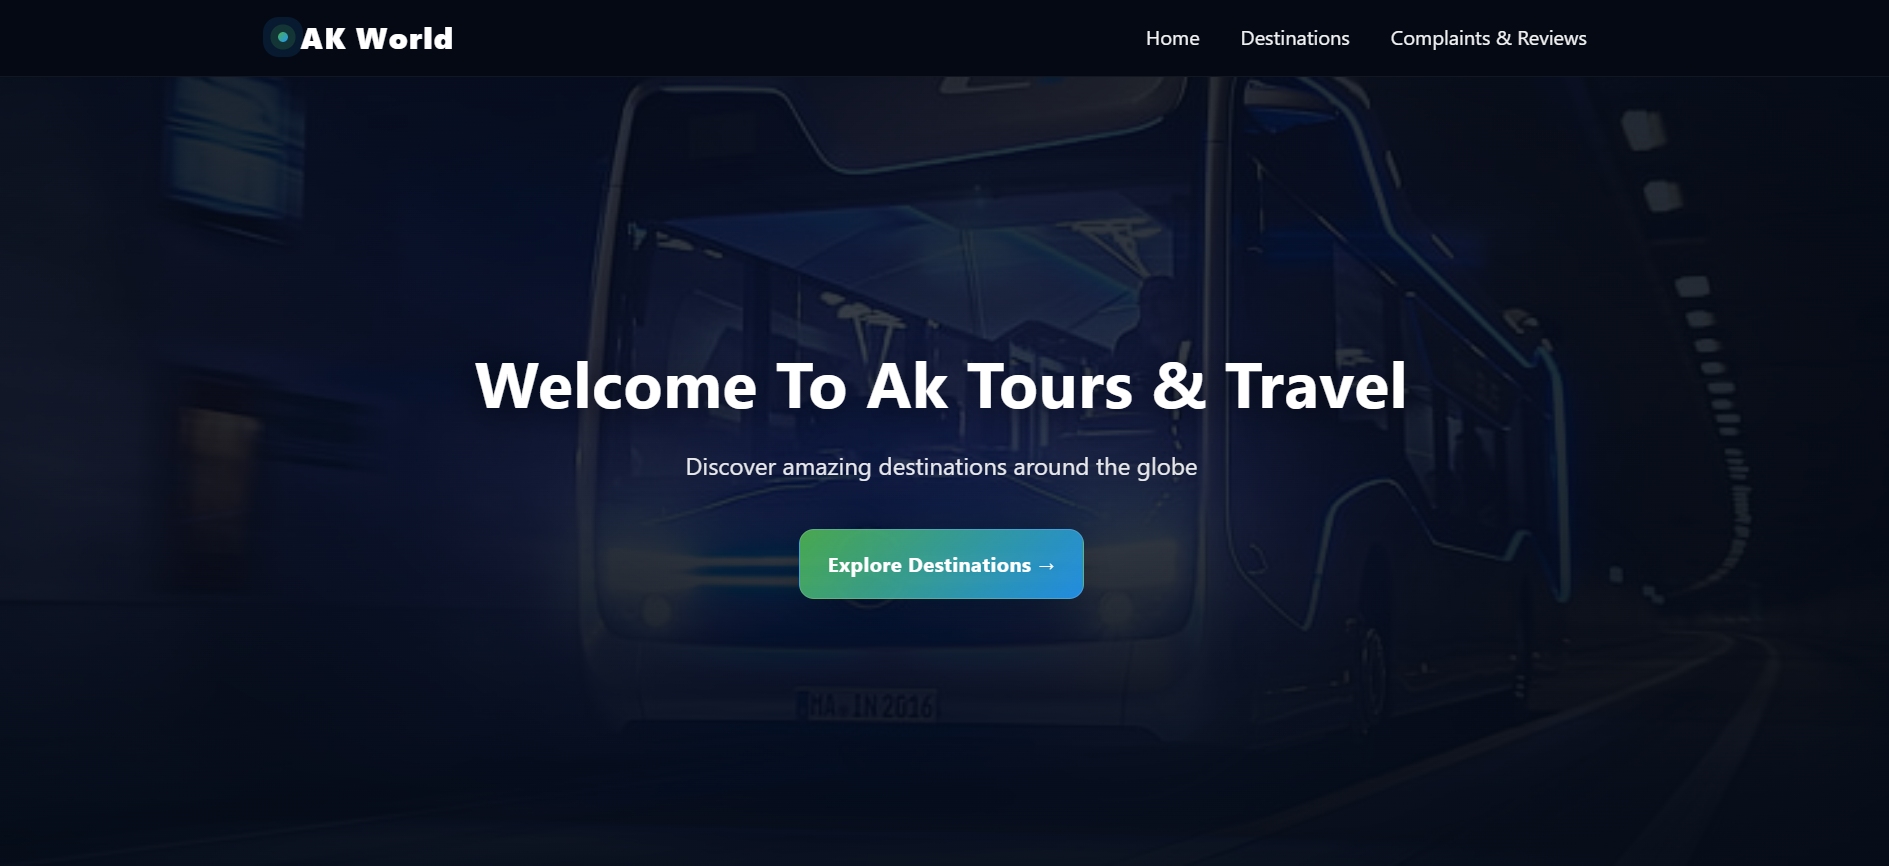 AK World
Home
Destinations
Complaints & Reviews
Welcome To Ak Tours & Travel
Discover amazing destinations around the globe
Explore Destinations →
MA IN 2016